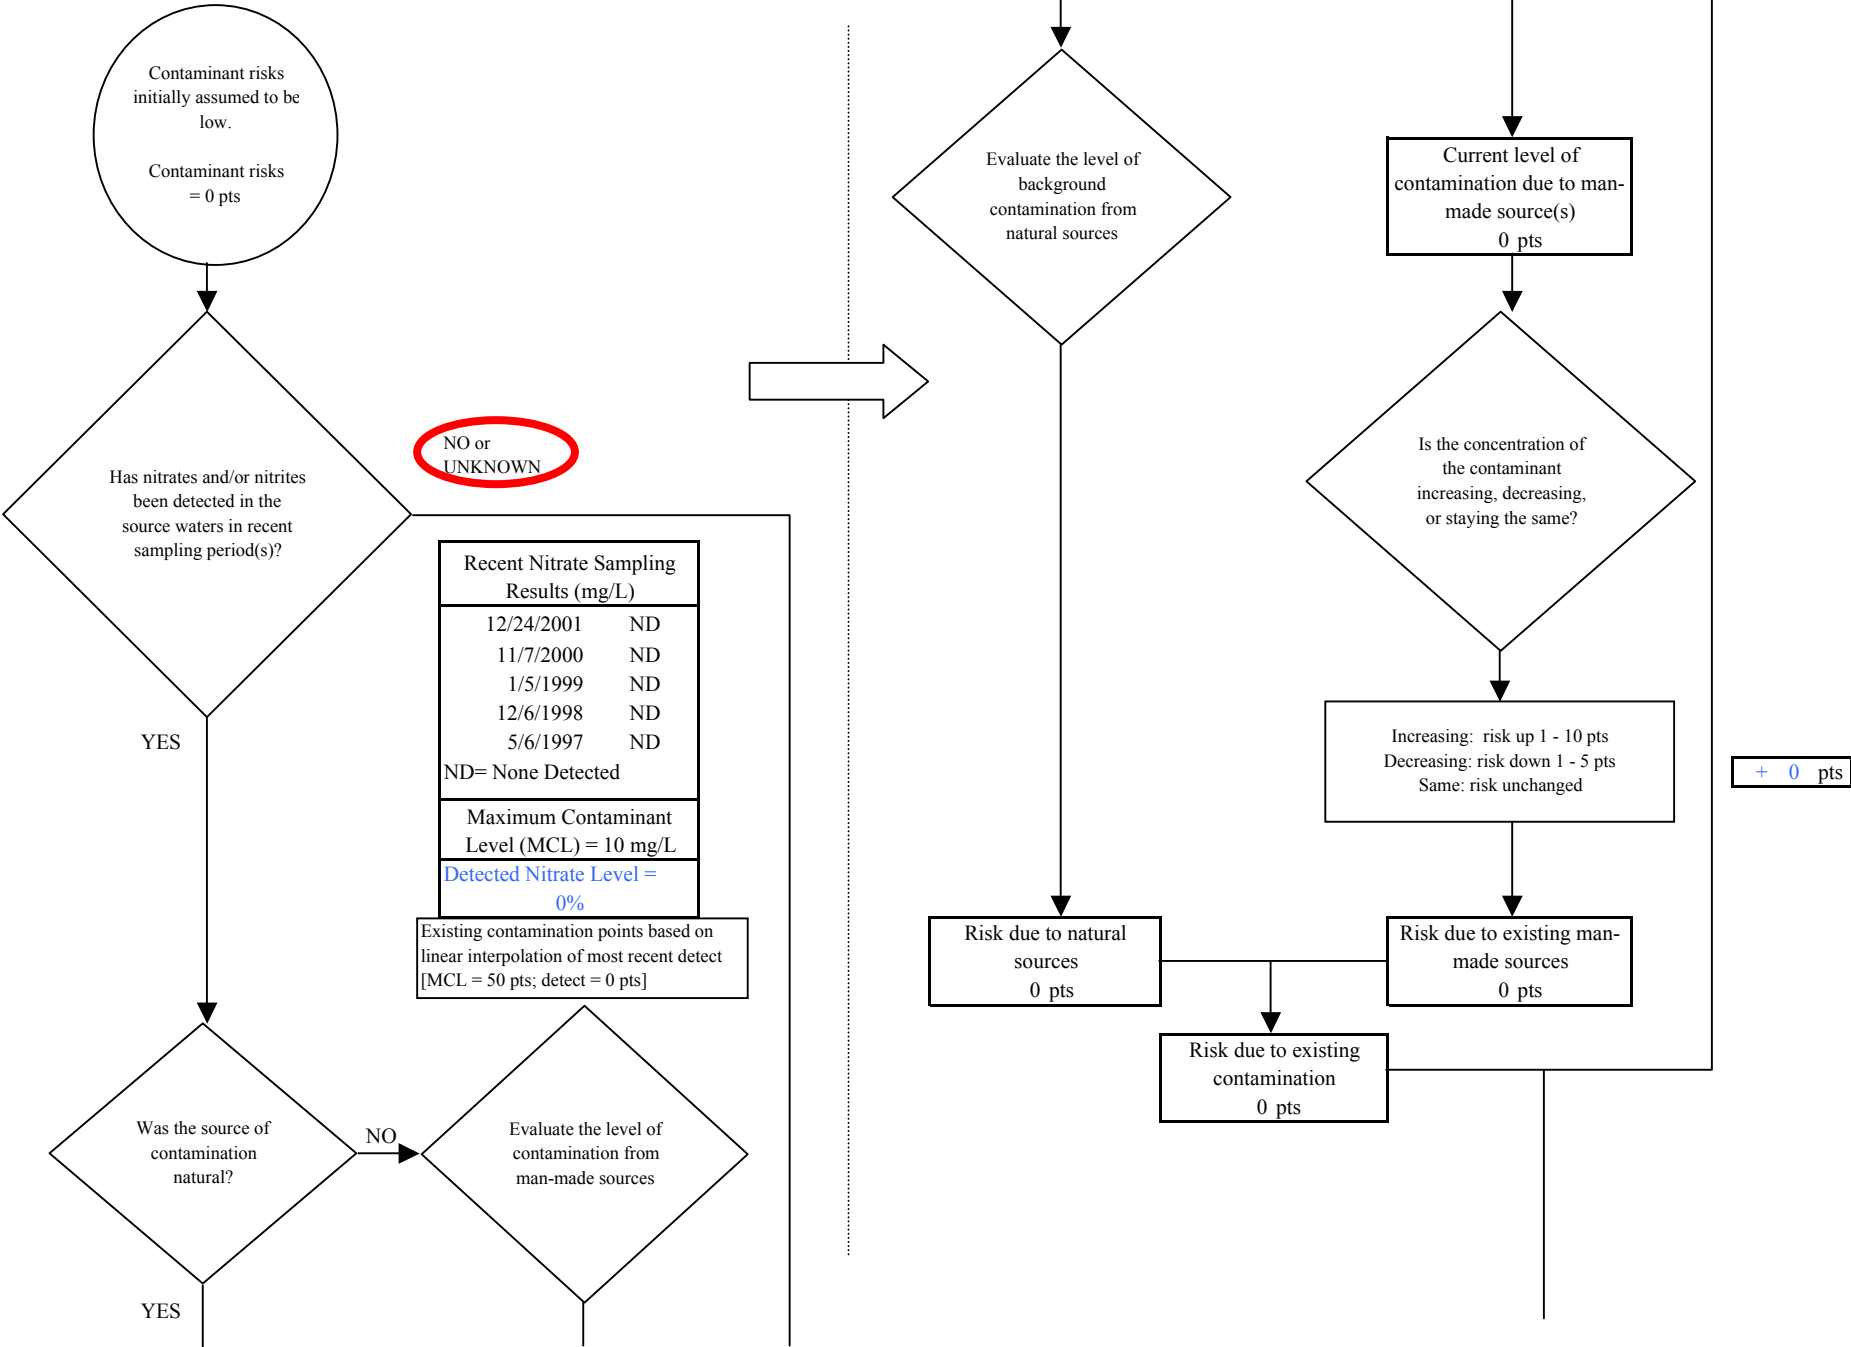 Contaminant risks
initially assumed to be
low.
Contaminant risks
= 0 pts
Has nitrates and/or nitrites
been detected in the
source waters in recent
sampling period(s)?
NO or
UNKNOWN
YES
Recent Nitrate Sampling
Results (mg/L)
12/24/2001 ND
11/7/2000 ND
1/5/1999 ND
12/6/1998 ND
5/6/1997 ND
ND= None Detected
Maximum Contaminant
Level (MCL) = 10 mg/L
Detected Nitrate Level =
0%
Existing contamination points based on
linear interpolation of most recent detect
[MCL = 50 pts; detect = 0 pts]
Was the source of
contamination
natural?
NO
Evaluate the level of
contamination from
man-made sources
YES
Evaluate the level of
background
contamination from
natural sources
Current level of
contamination due to man-
made source(s)
0 pts
Is the concentration of
the contaminant
increasing, decreasing,
or staying the same?
Increasing: risk up 1 - 10 pts
Decreasing: risk down 1 - 5 pts
Same: risk unchanged
+ 0 pts
Risk due to natural
sources
0 pts
Risk due to existing man-
made sources
0 pts
Risk due to existing
contamination
0 pts